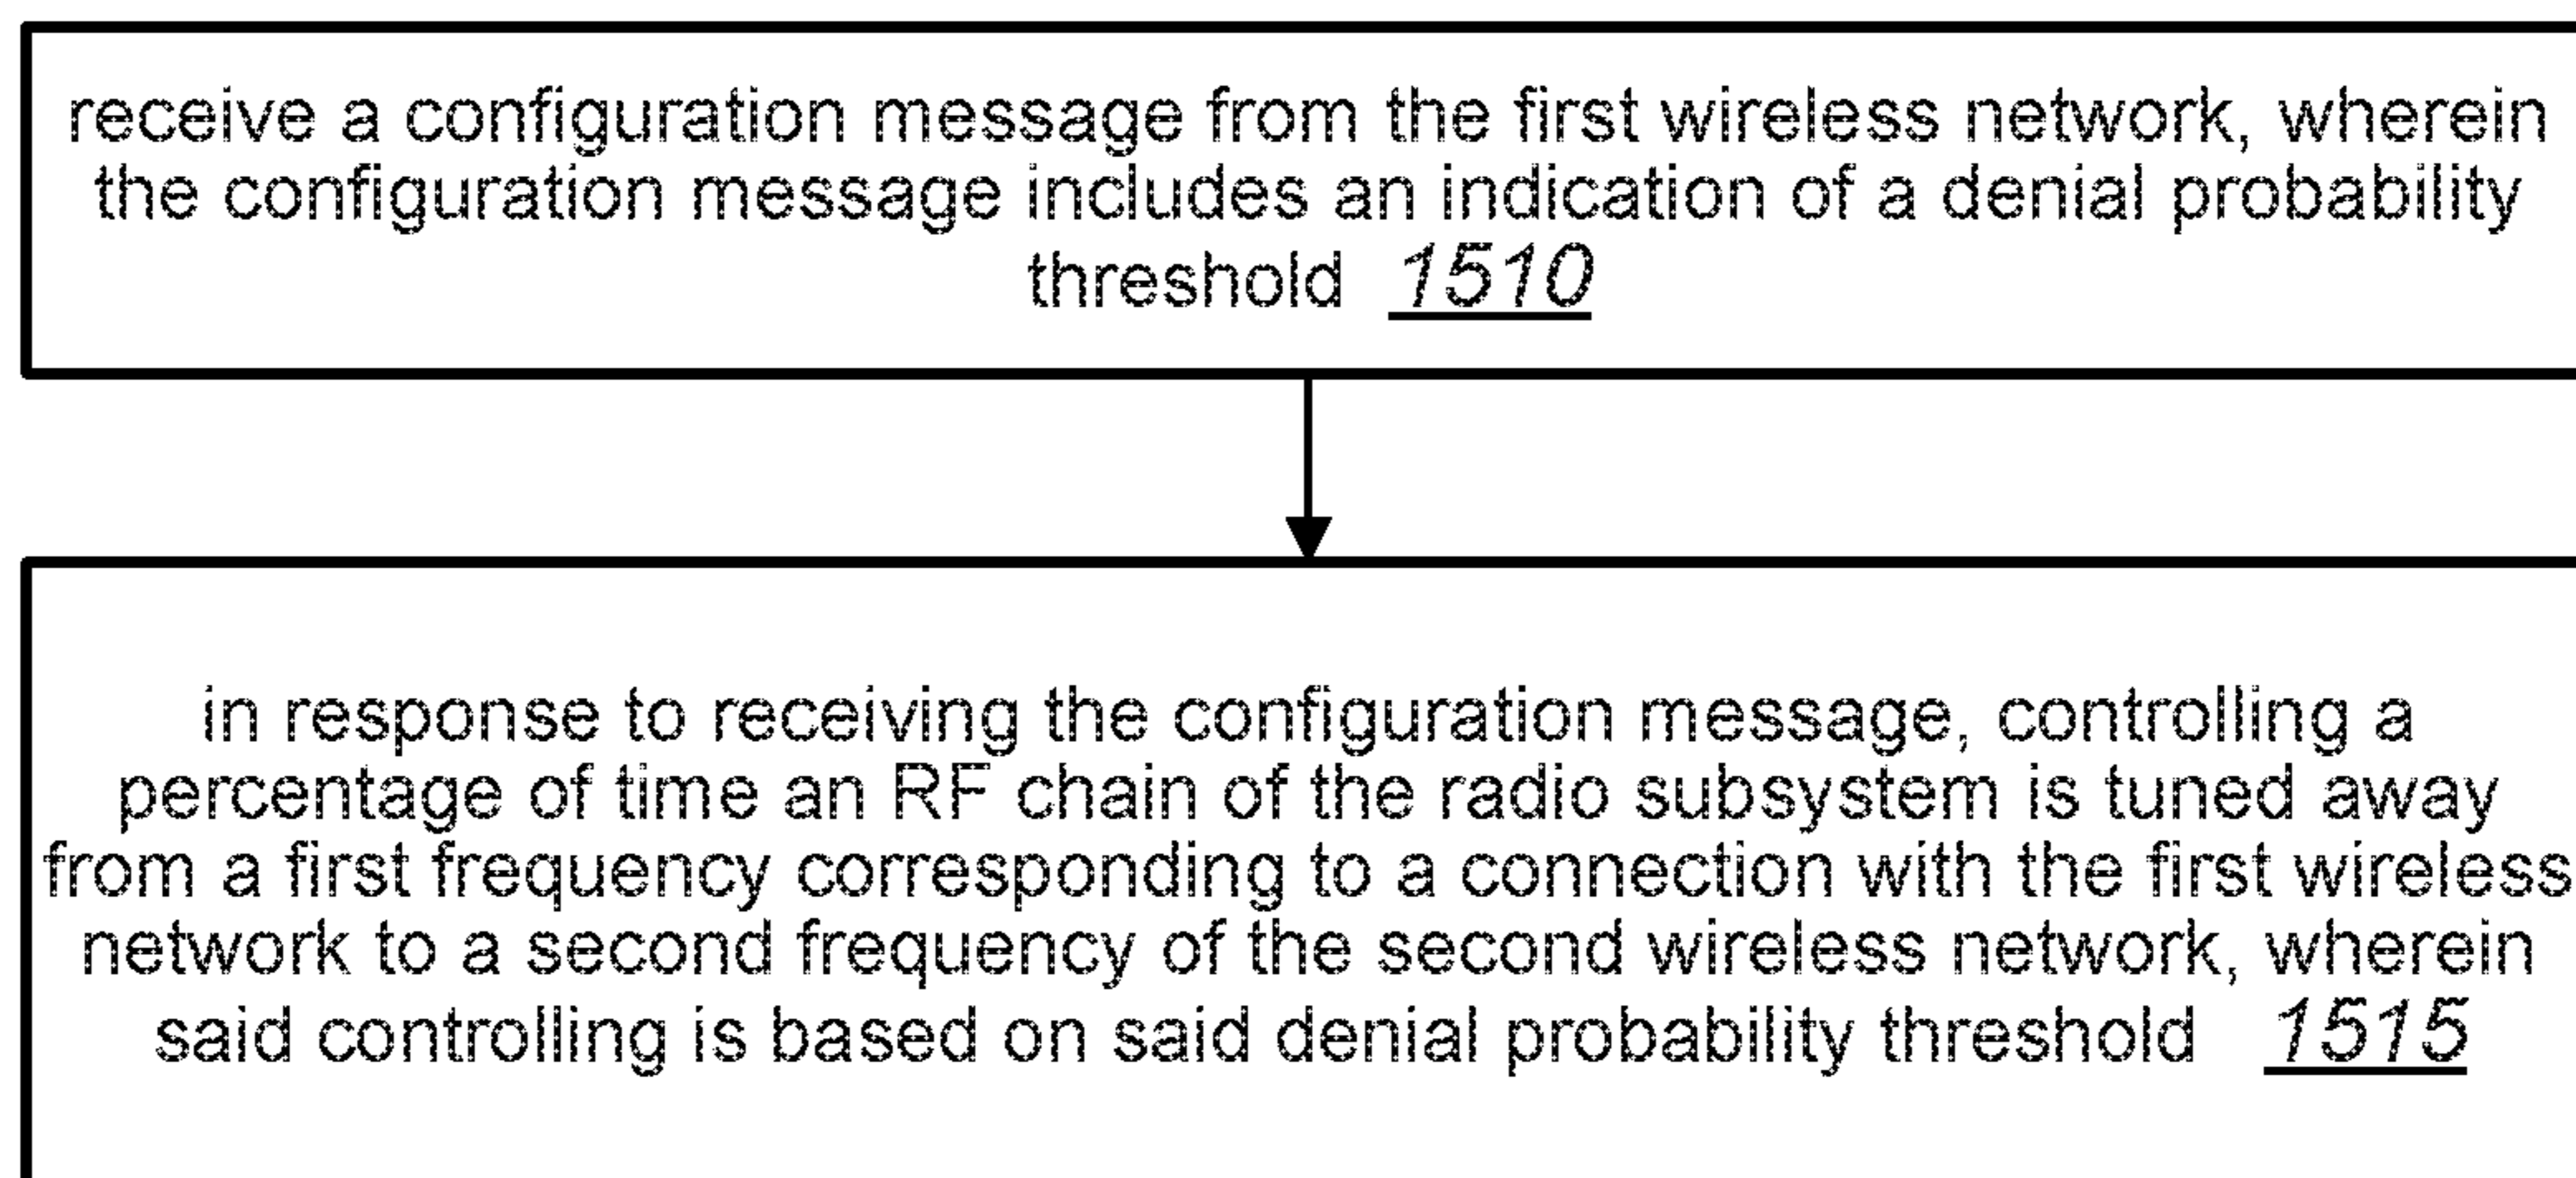 receive a configuration message from the first wireless network, wherein
the configuration message includes an indication of a denial probability
threshold 1510
in response to receiving the configuration message, controlling a
percentage of time an RF chain of the radio subsystem is tuned away
from a first frequency corresponding to a connection with the first wireless
network to a second frequency of the second wireless network, wherein
said controlling is based on said denial probability threshold 1515